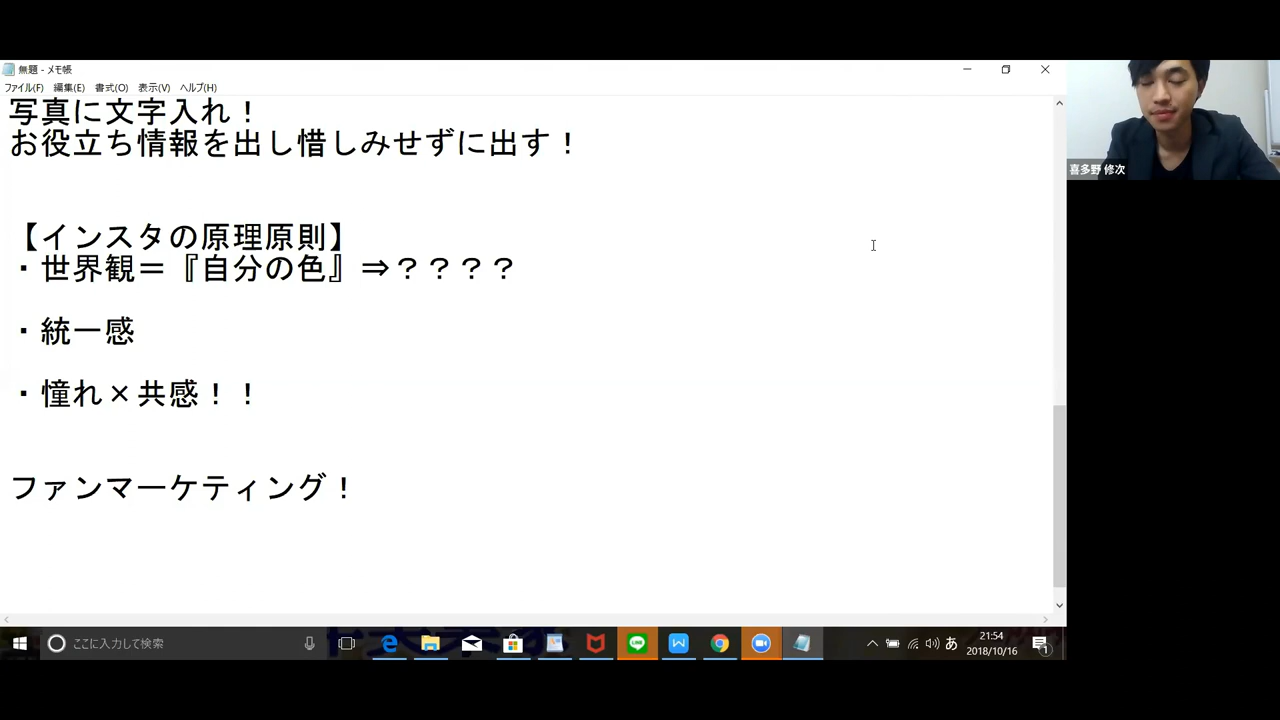 無題 - メモ帳
ファイル(F) 編集(E) 書式(O) 表示(V) ヘルプ(H)
写真に文字入れ！
お役立ち情報を出し惜しみせずに出す！
【インスタの原理原則】
・世界観＝『自分の色』⇒？？？？
・統一感
・憧れ×共感！！
ファンマーケティング！
喜多野 修次
ここに入力して検索
あ
21:54
2018/10/16
1